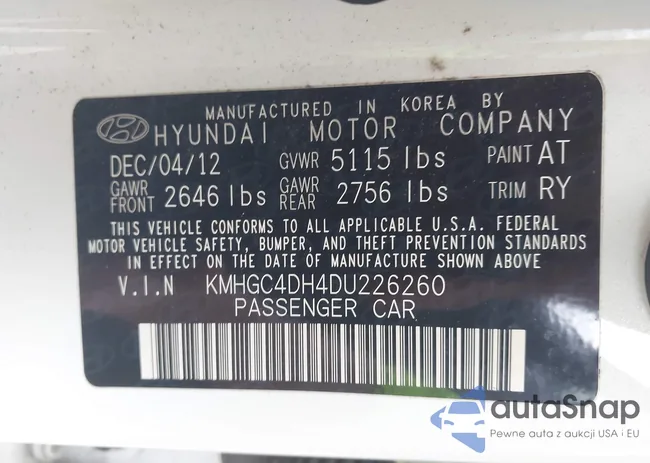 MANUFACTURED IN KOREA BY
HYUNDAI MOTOR COMPANY
DEC/04/12 GVWR 5115 lbs PAINT AT
GAWR FRONT 2646 lbs GAWR REAR 2756 lbs TRIM RY
THIS VEHICLE CONFORMS TO ALL APPLICABLE U.S.A. FEDERAL
MOTOR VEHICLE SAFETY, BUMPER, AND THEFT PREVENTION STANDARDS
IN EFFECT ON THE DATE OF MANUFACTURE SHOWN ABOVE
V.I.N KMHGC4DH4DU226260
PASSENGER CAR
autaSnap
Pewne auta z aukcji USA i EU